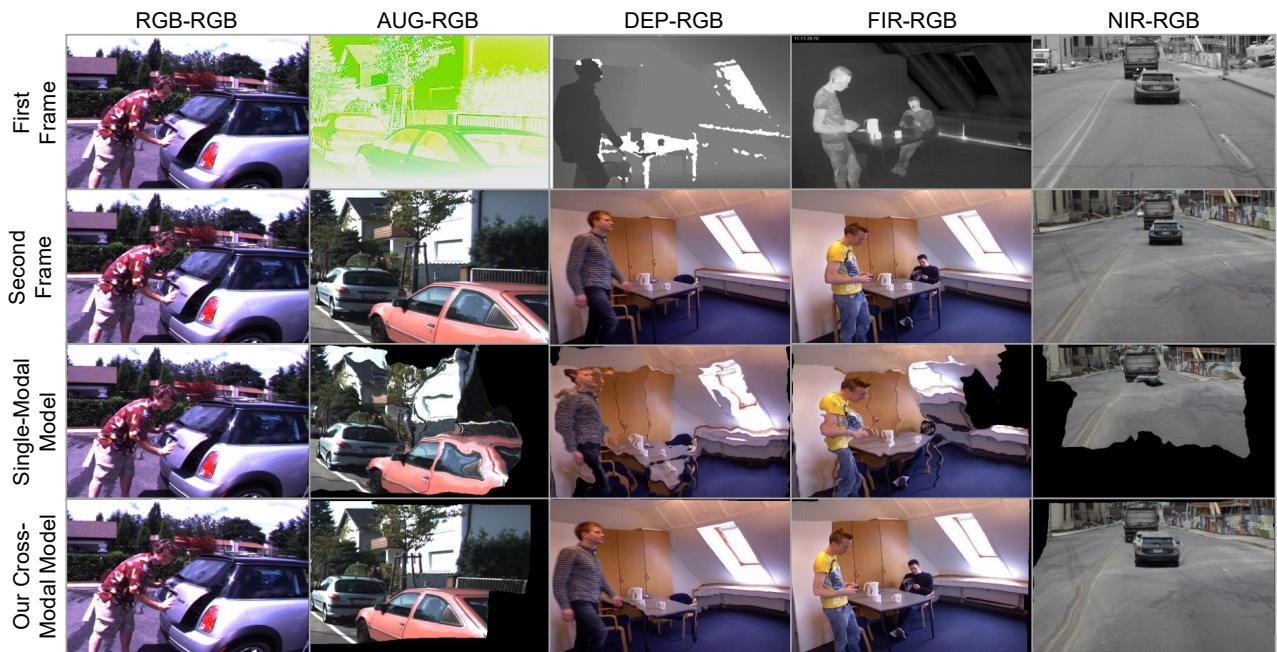 RGB-RGB
AUG-RGB
DEP-RGB
FIR-RGB
NIR-RGB
First
Frame
Second
Frame
Single-Modal
Model
Our Cross-
Modal Model